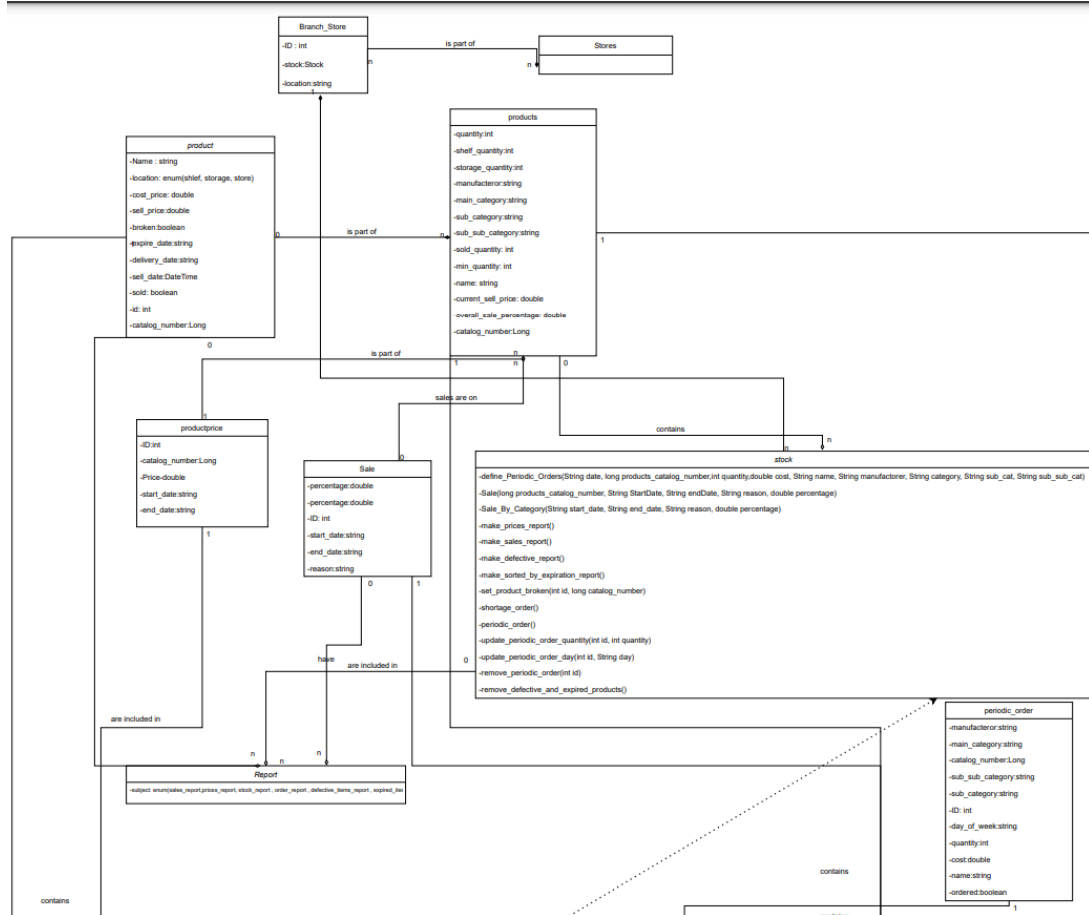 Branch_Store
-ID : int
-stock:Stock
-location:string
1
n
is part of
n
Stores
product
-Name : string
-location: enum(shlef, storage, store)
-cost_price: double
-sell_price:double
-broken:boolean
-expire_date:string
-delivery_date:string
-sell_date:DateTime
-sold: boolean
-id: int
-catalog_number:Long
0
0
is part of
n
products
-quantity:int
-shelf_quantity:int
-storage_quantity:int
-manufacteror:string
-main_category:string
-sub_category:string
-sub_sub_category:string
-sold_quantity: int
-min_quantity: int
-name: string
-current_sell_price: double
-overall_sale_percentage: double
-catalog_number:Long
1
1
n
n
0
is part of
sales are on
contains
n
n
1
productprice
-ID:int
-catalog_number:Long
-Price-double
-start_date:string
-end_date:string
1
0
Sale
-percentage:double
-percentage:double
-ID: int
-start_date:string
-end_date:string
-reason:string
0
1
stock
-define_Periodic_Orders(String date, long products_catalog_number,int quantity,double cost, String name, String manufactorer, String category, String sub_cat, String sub_sub_cat)
-Sale(long products_catalog_number, String StartDate, String endDate, String reason, double percentage)
-Sale_By_Category(String start_date, String end_date, String reason, double percentage)
-make_prices_report()
-make_sales_report()
-make_defective_report()
-make_sorted_by_expiration_report()
-set_product_broken(int id, long catalog_number)
-shortage_order()
-periodic_order()
-update_periodic_order_quantity(int id, int quantity)
-update_periodic_order_day(int id, String day)
-remove_periodic_order(int id)
-remove_defective_and_expired_products()
0
have
are included in
are included in
n
n
n
Report
-subject: enum(sales_report,prices_report, stock_report , order_report , defective_items_report , expired_ite
periodic_order
-manufacteror:string
-main_category:string
-catalog_number:Long
-sub_sub_category:string
-sub_category:string
-ID: int
-day_of_week:string
-quantity:int
-cost:double
-name:string
-ordered:boolean
1
contains
contains